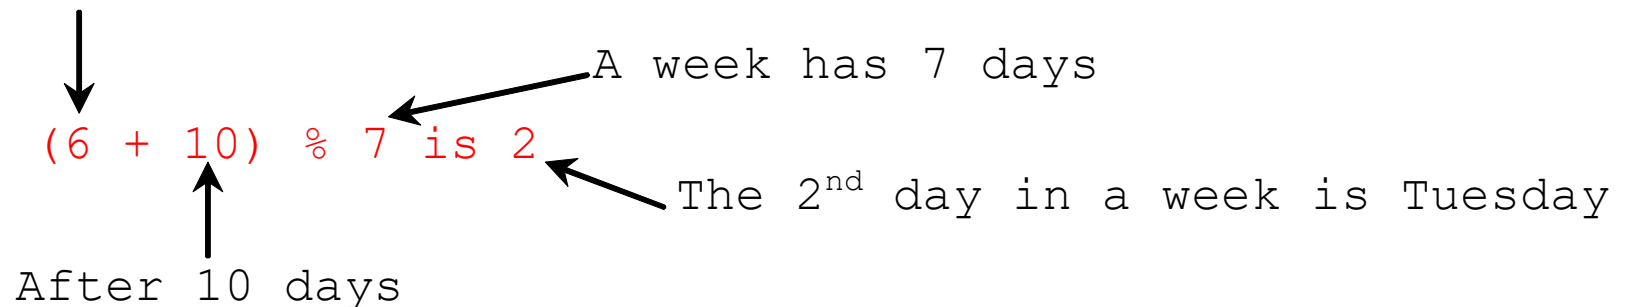 A week has 7 days
(6 + 10) % 7 is 2
The 2nd day in a week is Tuesday
After 10 days